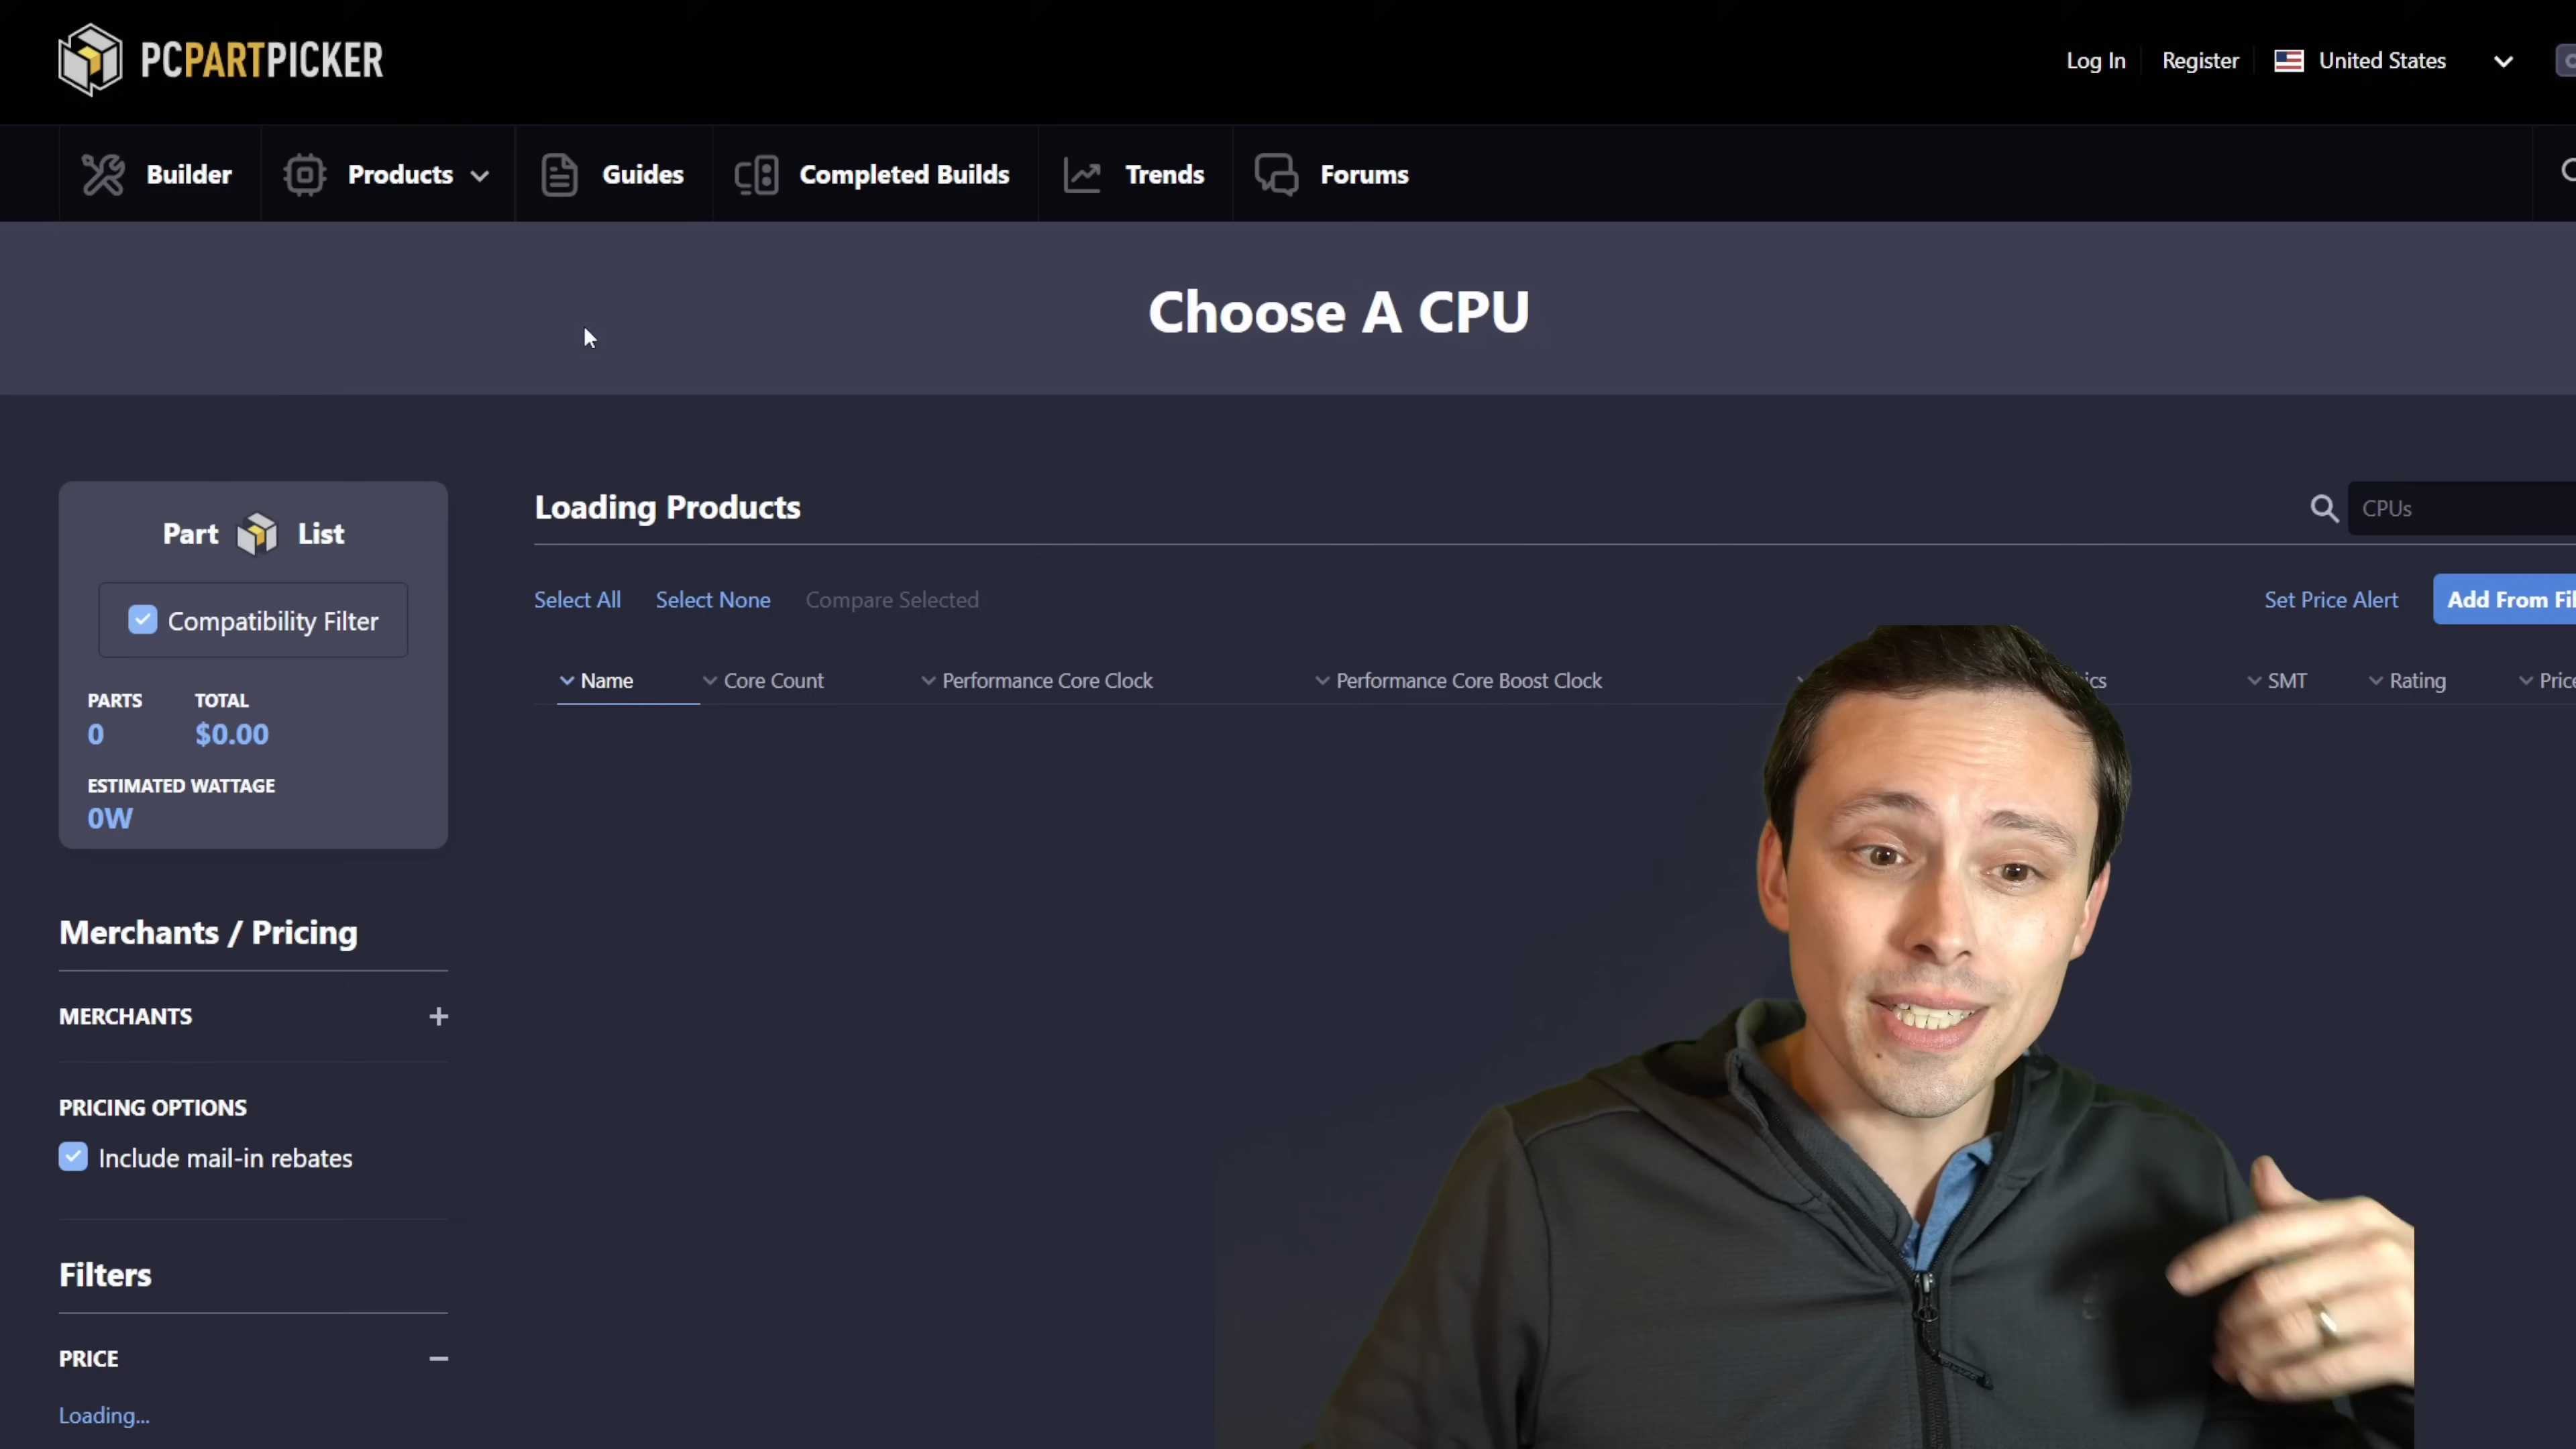 PCPARTPICKER
Log In Register United States
Builder Products Guides Completed Builds Trends Forums
Choose A CPU
Part List
Compatibility Filter
PARTS TOTAL
0 $0.00
ESTIMATED WATTAGE
0W
Merchants / Pricing
MERCHANTS
PRICING OPTIONS
Include mail-in rebates
Filters
PRICE
Loading...
Loading Products
CPUs
Select All Select None Compare Selected Set Price Alert Add From
Name Core Count Performance Core Clock Performance Core Boost Clock SMT Rating Price